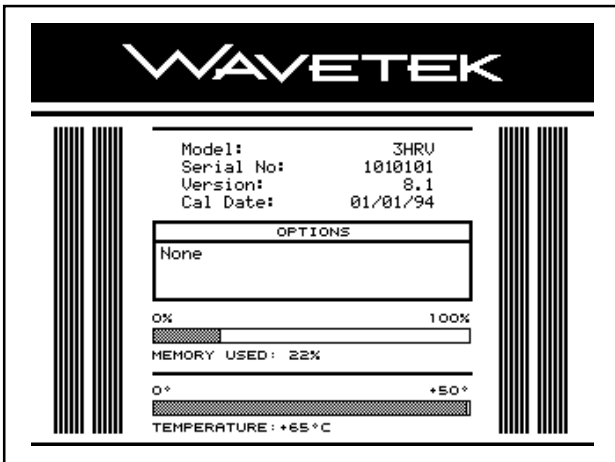 WAVETEK
Model: 3HRV
Serial No: 1010101
Version: 8.1
Cal Date: 01/01/94
OPTIONS
None
0% 100%
MEMORY USED: 22%
0° +50°
TEMPERATURE:+65°C